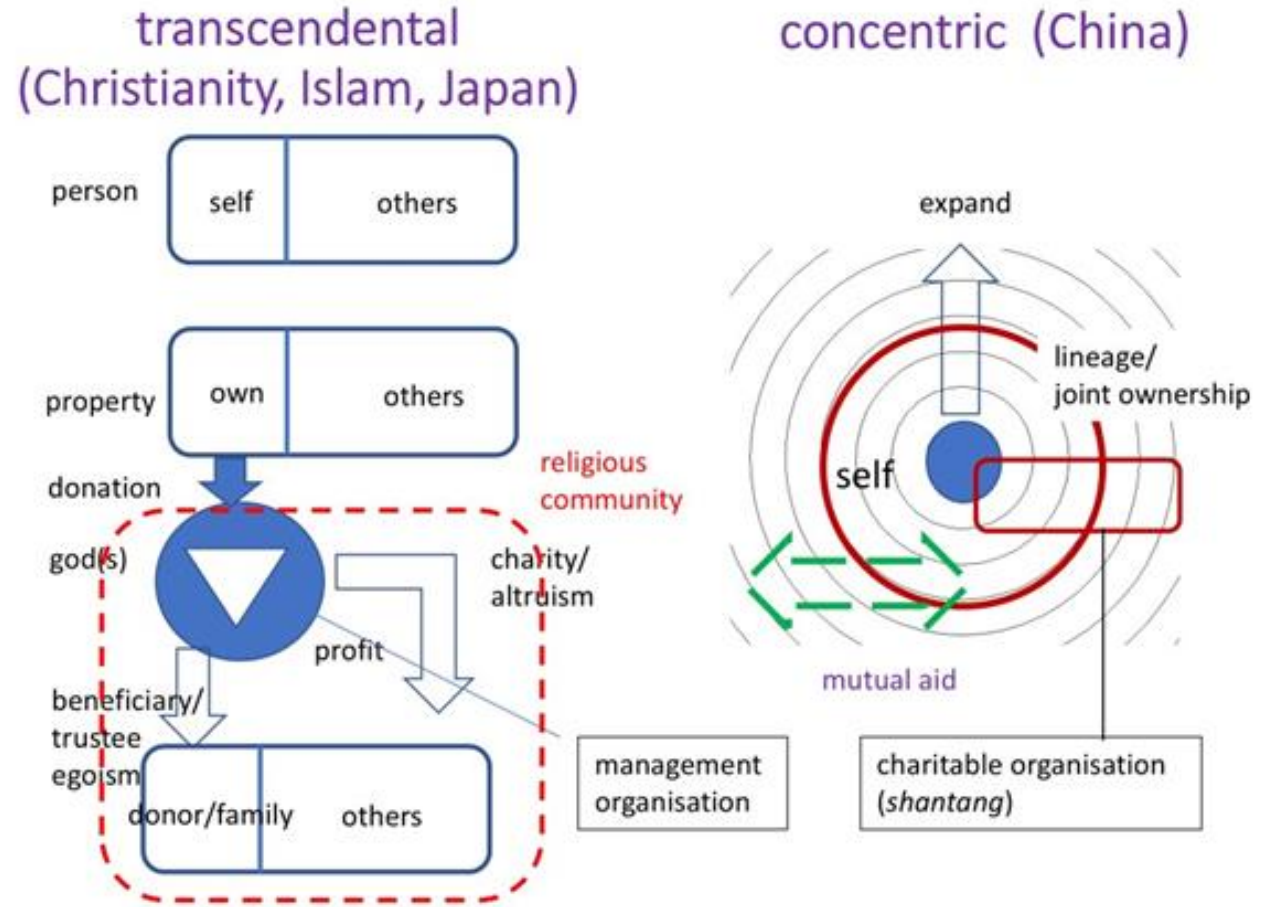 transcendental
(Christianity, Islam, Japan)
person
self
others
property
own
others
donation
religious
community
god(s)
charity/
altruism
profit
beneficiary/
trustee
egoism
donor/family
others
management
organisation
concentric (China)
expand
lineage/
joint ownership
self
mutual aid
charitable organisation
(shantang)